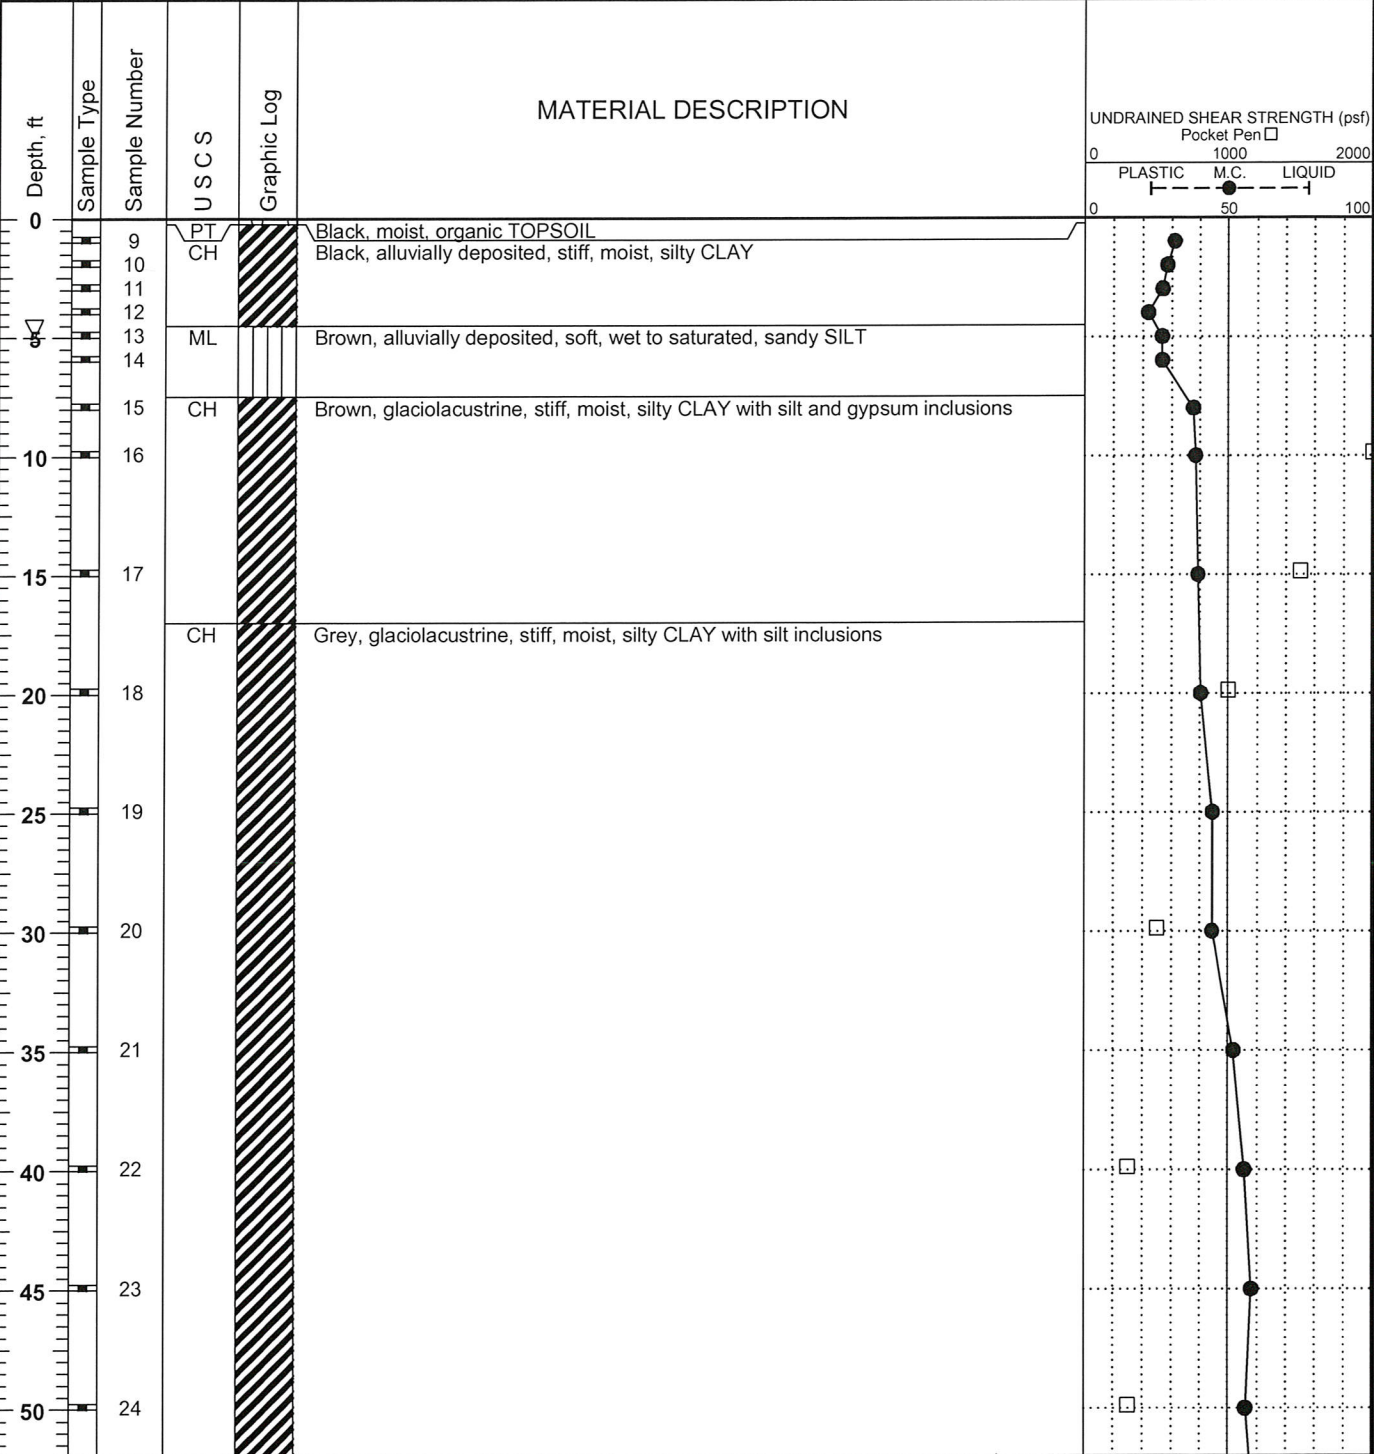 Depth, ft
Sample Type
Sample Number
U S C S
Graphic Log
MATERIAL DESCRIPTION
UNDRAINED SHEAR STRENGTH (psf)
Pocket Pen
0 1000 2000
PLASTIC M.C. LIQUID
0 50 100
0
PT Black, moist, organic TOPSOIL
9
CH Black, alluvially deposited, stiff, moist, silty CLAY
10
11
12
5 13 ML Brown, alluvially deposited, soft, wet to saturated, sandy SILT
14
15 CH Brown, glaciolacustrine, stiff, moist, silty CLAY with silt and gypsum inclusions
10 16
15 17
CH Grey, glaciolacustrine, stiff, moist, silty CLAY with silt inclusions
20 18
25 19
30 20
35 21
40 22
45 23
50 24